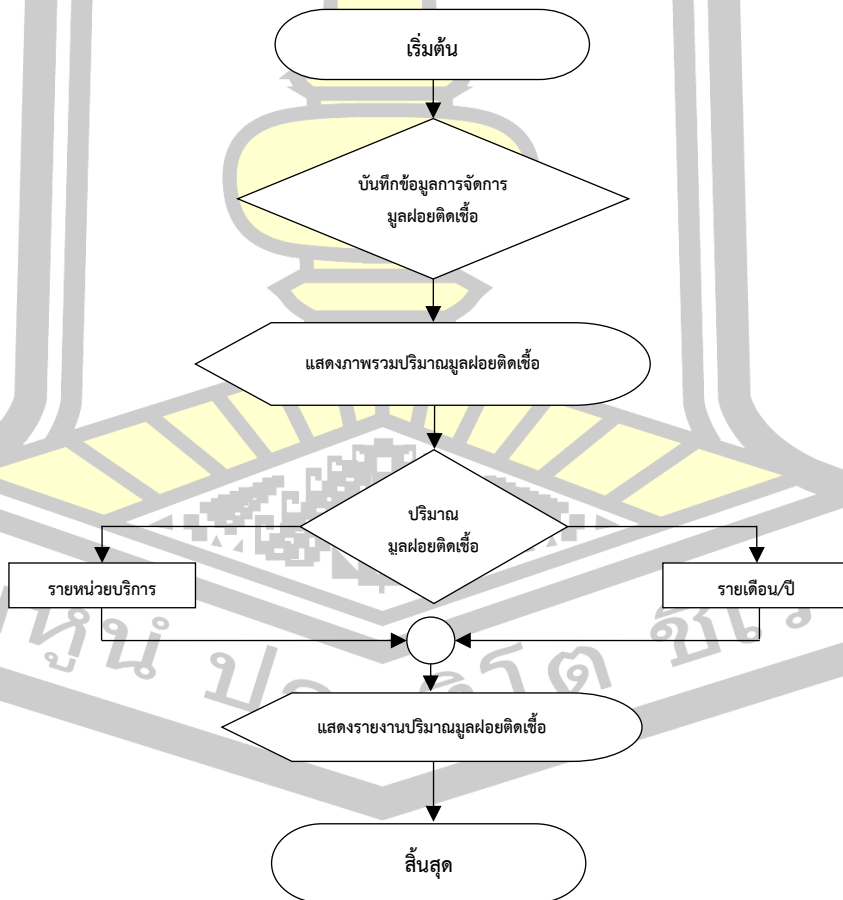 เริ่มต้น
บันทึกข้อมูลการจัดการ
มูลฝอยติดเชื้อ
แสดงภาพรวมปริมาณมูลฝอยติดเชื้อ
ปริมาณ
มูลฝอยติดเชื้อ
รายหน่วยบริการ
รายเดือน/ปี
แสดงรายงานปริมาณมูลฝอยติดเชื้อ
สิ้นสุด